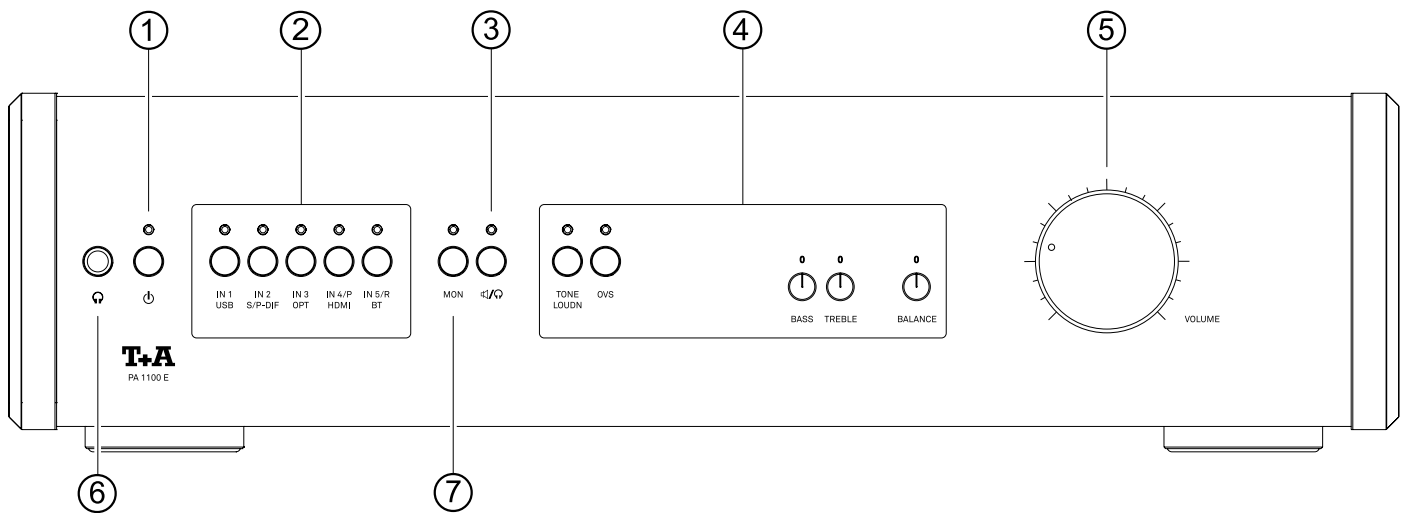 1
2
3
4
5
0
0
0
IN 1
USB
IN 2
S/P-DIF
IN 3
OPT
IN 4/P
HDMI
IN 5/R
BT
MON
TONE
LOUDN
OVS
BASS
TREBLE
BALANCE
VOLUME
T+A
PA 1100 E
6
7